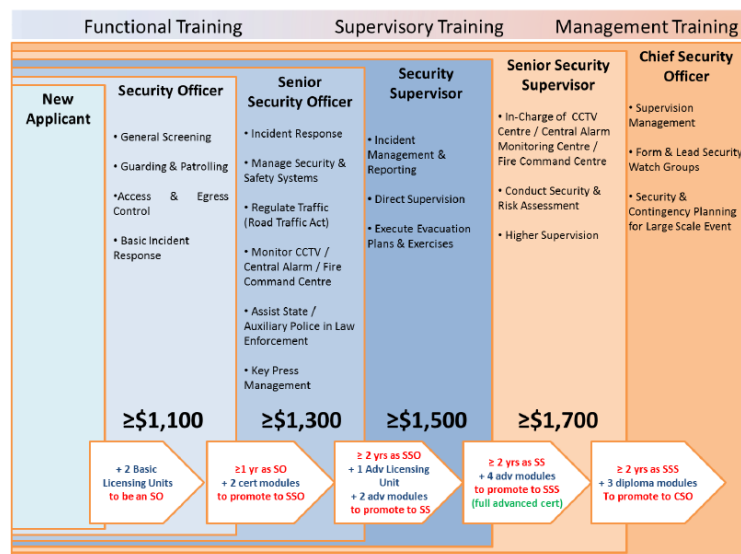 Functional Training
Supervisory Training
Management Training
New
Applicant
Security Officer
• General Screening
• Guarding & Patrolling
•Access & Egress
Control
• Basic Incident
Response
≥$1,100
Senior
Security Officer
• Incident Response
• Manage Security &
Safety Systems
• Regulate Traffic
(Road Traffic Act)
• Monitor CCTV /
Central Alarm / Fire
Command Centre
• Assist State /
Auxiliary Police in Law
Enforcement
• Key Press
Management
≥$1,300
Security
Supervisor
• Incident
Management &
Reporting
• Direct Supervision
• Execute Evacuation
Plans & Exercises
≥$1,500
Senior Security
Supervisor
• In-Charge of CCTV
Centre / Central Alarm
Monitoring Centre /
Fire Command Centre
• Conduct Security &
Risk Assessment
• Higher Supervision
≥$1,700
Chief Security
Officer
• Supervision
Management
• Form & Lead Security
Watch Groups
• Security &
Contingency Planning
for Large Scale Event
+ 2 Basic
Licensing Units
to be an SO
≥1 yr as SO
+ 2 cert modules
to promote to SSO
≥ 2 yrs as SSO
+ 1 Adv Licensing
Unit
+ 2 adv modules
to promote to SS
≥ 2 yrs as SS
+ 4 adv modules
to promote to SSS
(full advanced cert)
≥ 2 yrs as SSS
+ 3 diploma modules
To promote to CSO